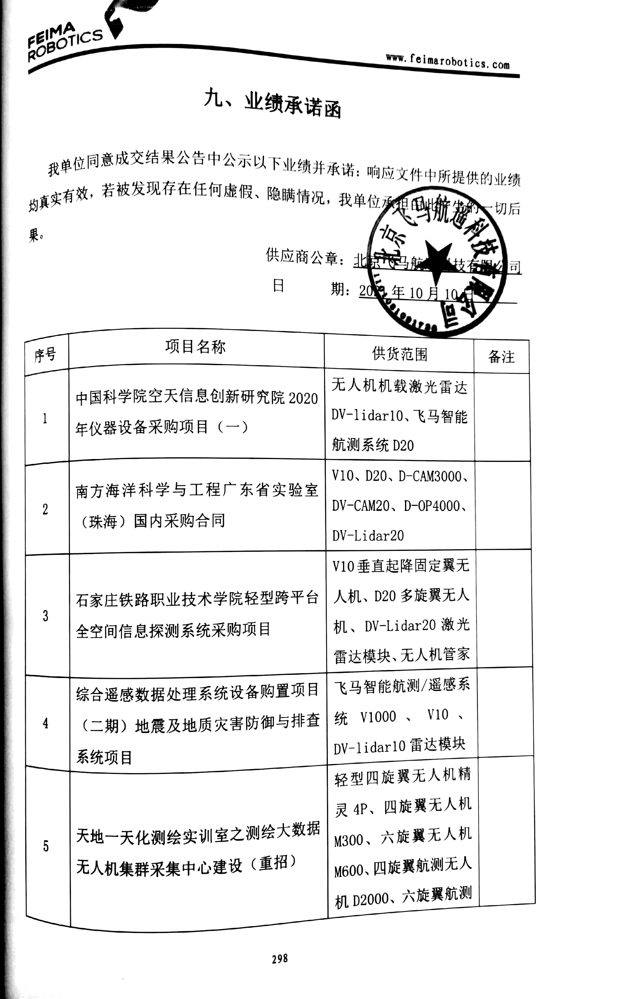 FEIMA
ROBOTICS
www.feimarobotics.com
九、业绩承诺函
我单位同意成交结果公告中公示以下业绩并承诺：响应文件中所提供的业绩
均真实有效，若被发现存在任何虚假、隐瞒情况，我单位承担由此产生的一切后
果。
供应商公章：北京飞马航遥科技有限公司
日 期：2021年10月10日
北京飞马航遥科技有限公司
序号 项目名称 供货范围 备注
1
中国科学院空天信息创新研究院2020
年仪器设备采购项目（一）
无人机机载激光雷达
DV-lidar10、飞马智能
航测系统D20
2
南方海洋科学与工程广东省实验室
（珠海）国内采购合同
V10、D20、D-CAM3000、
DV-CAM20、D-OP4000、
DV-Lidar20
3
石家庄铁路职业技术学院轻型跨平台
全空间信息探测系统采购项目
V10垂直起降固定翼无
人机、D20多旋翼无人
机、DV-Lidar20激光
雷达模块、无人机管家
4
综合遥感数据处理系统设备购置项目
（二期）地震及地质灾害防御与排查
系统项目
飞马智能航测/遥感系
统 V1000 、 V10 、
DV-lidar10雷达模块
5
天地一天化测绘实训室之测绘大数据
无人机集群采集中心建设（重招）
轻型四旋翼无人机精
灵4P、四旋翼无人机
M300、六旋翼无人机
M600、四旋翼航测无人
机D2000、六旋翼航测
298